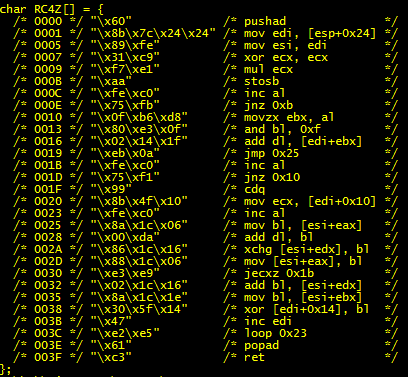 char RC4Z[] = {
/* 0000 */ "\x60" /* pushad */
/* 0001 */ "\x8b\x7c\x24\x24" /* mov edi, [esp+0x24] */
/* 0005 */ "\x89\xfe" /* mov esi, edi */
/* 0007 */ "\x31\xc9" /* xor ecx, ecx */
/* 0009 */ "\xf7\xe1" /* mul ecx */
/* 000B */ "\xaa" /* stosb */
/* 000C */ "\xfe\xc0" /* inc al */
/* 000E */ "\x75\xfb" /* jnz 0xb */
/* 0010 */ "\x0f\xb6\xd8" /* movzx ebx, al */
/* 0013 */ "\x80\xe3\x0f" /* and bl, 0xf */
/* 0016 */ "\x02\x14\x1f" /* add dl, [edi+ebx] */
/* 0019 */ "\xeb\x0a" /* jmp 0x25 */
/* 001B */ "\xfe\xc0" /* inc al */
/* 001D */ "\x75\xf1" /* jnz 0x10 */
/* 001F */ "\x99" /* cdq */
/* 0020 */ "\x8b\x4f\x10" /* mov ecx, [edi+0x10] */
/* 0023 */ "\xfe\xc0" /* inc al */
/* 0025 */ "\x8a\x1c\x06" /* mov bl, [esi+eax] */
/* 0028 */ "\x00\xda" /* add dl, bl */
/* 002A */ "\x86\x1c\x16" /* xchg [esi+edx], bl */
/* 002D */ "\x88\x1c\x06" /* mov [esi+eax], bl */
/* 0030 */ "\xe3\xe9" /* jecxz 0x1b */
/* 0032 */ "\x02\x1c\x16" /* add bl, [esi+edx] */
/* 0035 */ "\x8a\x1c\x1e" /* mov bl, [esi+ebx] */
/* 0038 */ "\x30\x5f\x14" /* xor [edi+0x14], bl */
/* 003B */ "\x47" /* inc edi */
/* 003C */ "\xe2\xe5" /* loop 0x23 */
/* 003E */ "\x61" /* popad */
/* 003F */ "\xc3" /* ret */
};